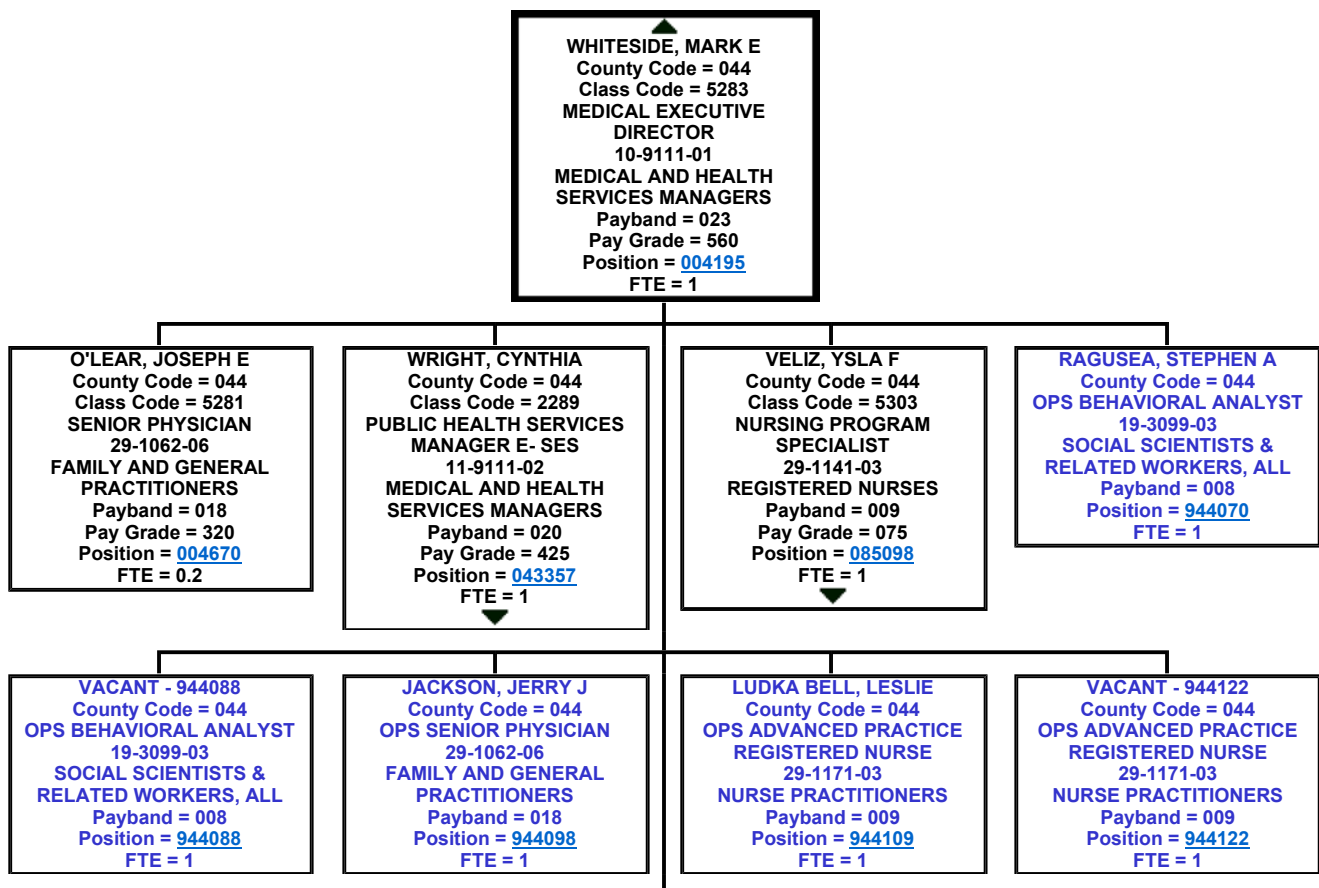 WHITESIDE, MARK E
County Code = 044
Class Code = 5283
MEDICAL EXECUTIVE
DIRECTOR
10-9111-01
MEDICAL AND HEALTH
SERVICES MANAGERS
Payband = 023
Pay Grade = 560
Position = 004195
FTE = 1
O'LEAR, JOSEPH E
County Code = 044
Class Code = 5281
SENIOR PHYSICIAN
29-1062-06
FAMILY AND GENERAL
PRACTITIONERS
Payband = 018
Pay Grade = 320
Position = 004670
FTE = 0.2
WRIGHT, CYNTHIA
County Code = 044
Class Code = 2289
PUBLIC HEALTH SERVICES
MANAGER E- SES
11-9111-02
MEDICAL AND HEALTH
SERVICES MANAGERS
Payband = 020
Pay Grade = 425
Position = 043357
FTE = 1
VELIZ, YSLA F
County Code = 044
Class Code = 5303
NURSING PROGRAM
SPECIALIST
29-1141-03
REGISTERED NURSES
Payband = 009
Pay Grade = 075
Position = 085098
FTE = 1
RAGUSEA, STEPHEN A
County Code = 044
OPS BEHAVIORAL ANALYST
19-3099-03
SOCIAL SCIENTISTS &
RELATED WORKERS, ALL
Payband = 008
Position = 944070
FTE = 1
VACANT - 944088
County Code = 044
OPS BEHAVIORAL ANALYST
19-3099-03
SOCIAL SCIENTISTS &
RELATED WORKERS, ALL
Payband = 008
Position = 944088
FTE = 1
JACKSON, JERRY J
County Code = 044
OPS SENIOR PHYSICIAN
29-1062-06
FAMILY AND GENERAL
PRACTITIONERS
Payband = 018
Position = 944098
FTE = 1
LUDKA BELL, LESLIE
County Code = 044
OPS ADVANCED PRACTICE
REGISTERED NURSE
29-1171-03
NURSE PRACTITIONERS
Payband = 009
Position = 944109
FTE = 1
VACANT - 944122
County Code = 044
OPS ADVANCED PRACTICE
REGISTERED NURSE
29-1171-03
NURSE PRACTITIONERS
Payband = 009
Position = 944122
FTE = 1